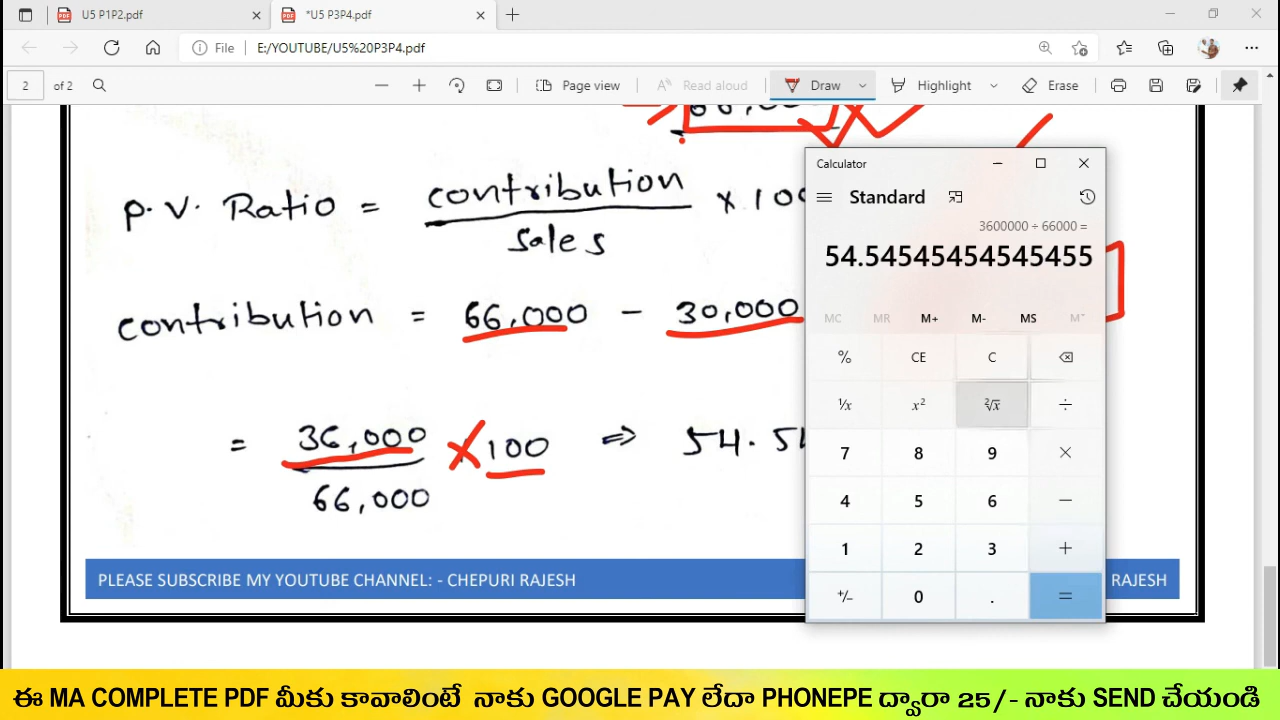 U5 P1P2.pdf
*U5 P3P4.pdf
File E:/YOUTUBE/U5%20P3P4.pdf
2 of 2 Page view Read aloud Draw Highlight Erase
P.V. Ratio = contribution
× 100
sales
contribution = 66,000 - 30,000
= 36,000 × 100 ⇒
66,000
Calculator
Standard
3600000 ÷ 66000 =
54.54545454545455
MC MR M+ M- MS
% CE C
1/x x² ²√x ÷
7 8 9 ×
4 5 6 −
1 2 3 +
+/- 0 . =
PLEASE SUBSCRIBE MY YOUTUBE CHANNEL: - CHEPURI RAJESH
RAJESH
ఈ MA COMPLETE PDF మీకు కావాలింటే నాకు GOOGLE PAY లేదా PHONEPE ద్వారా 25/- నాకు SEND చేయండి